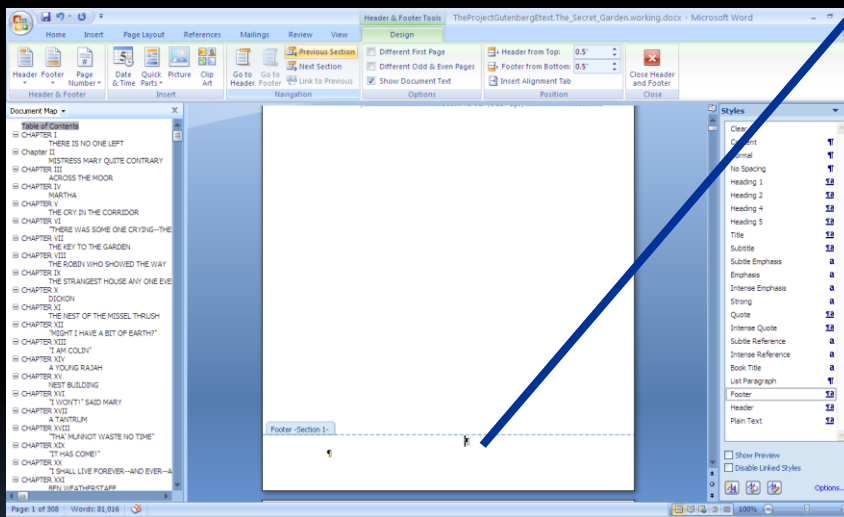 Header & Footer Tools TheProjectGutenbergEtext.The_Secret_Garden.working.docx - Microsoft Word
Home Insert Page Layout References Mailings Review View Design
Header Footer Page Number
Header & Footer
Date & Time Quick Parts Picture Clip Art
Insert
Go to Header Go to Footer Previous Section
Next Section
Link to Previous
Navigation
Different First Page
Different Odd & Even Pages
Show Document Text
Options
Header from Top: 0.5"
Footer from Bottom: 0.5"
Insert Alignment Tab
Position
Close Header and Footer
Close
Document Map
Table of Contents
CHAPTER I
THERE IS NO ONE LEFT
Chapter II
MISTRESS MARY QUITE CONTRARY
CHAPTER III
ACROSS THE MOOR
CHAPTER IV
MARTHA
CHAPTER V
THE CRY IN THE CORRIDOR
CHAPTER VI
"THERE WAS SOME ONE CRYING--THE
CHAPTER VII
THE KEY TO THE GARDEN
CHAPTER VIII
THE ROBIN WHO SHOWED THE WAY
CHAPTER IX
THE STRANGEST HOUSE ANY ONE EVE
CHAPTER X
DICKON
CHAPTER XI
THE NEST OF THE MISSEL THRUSH
CHAPTER XII
"MIGHT I HAVE A BIT OF EARTH?"
CHAPTER XIII
"I AM COLIN"
CHAPTER XIV
A YOUNG RAJAH
CHAPTER XV
NEST BUILDING
CHAPTER XVI
"I WON'T!" SAID MARY
CHAPTER XVII
A TANTRUM
CHAPTER XVIII
"THA' MUNNOT WASTE NO TIME"
CHAPTER XIX
"IT HAS COME!"
CHAPTER XX
"I SHALL LIVE FOREVER--AND EVER--A
CHAPTER XXI
BEN WEATHERSTAFF
Footer -Section 1-
¶
¶
Styles
Clear
No Spacing ¶
Heading 1 ¶a
Heading 2 ¶a
Heading 4 ¶a
Heading 5 ¶a
Title ¶a
Subtitle ¶a
Subtle Emphasis a
Emphasis a
Intense Emphasis a
Strong a
Quote ¶a
Intense Quote ¶a
Subtle Reference a
Intense Reference a
Book Title a
List Paragraph ¶
Footer ¶a
Header ¶a
Plain Text ¶a
Show Preview
Disable Linked Styles
Options...
Page: 1 of 308 Words: 81,016 100%